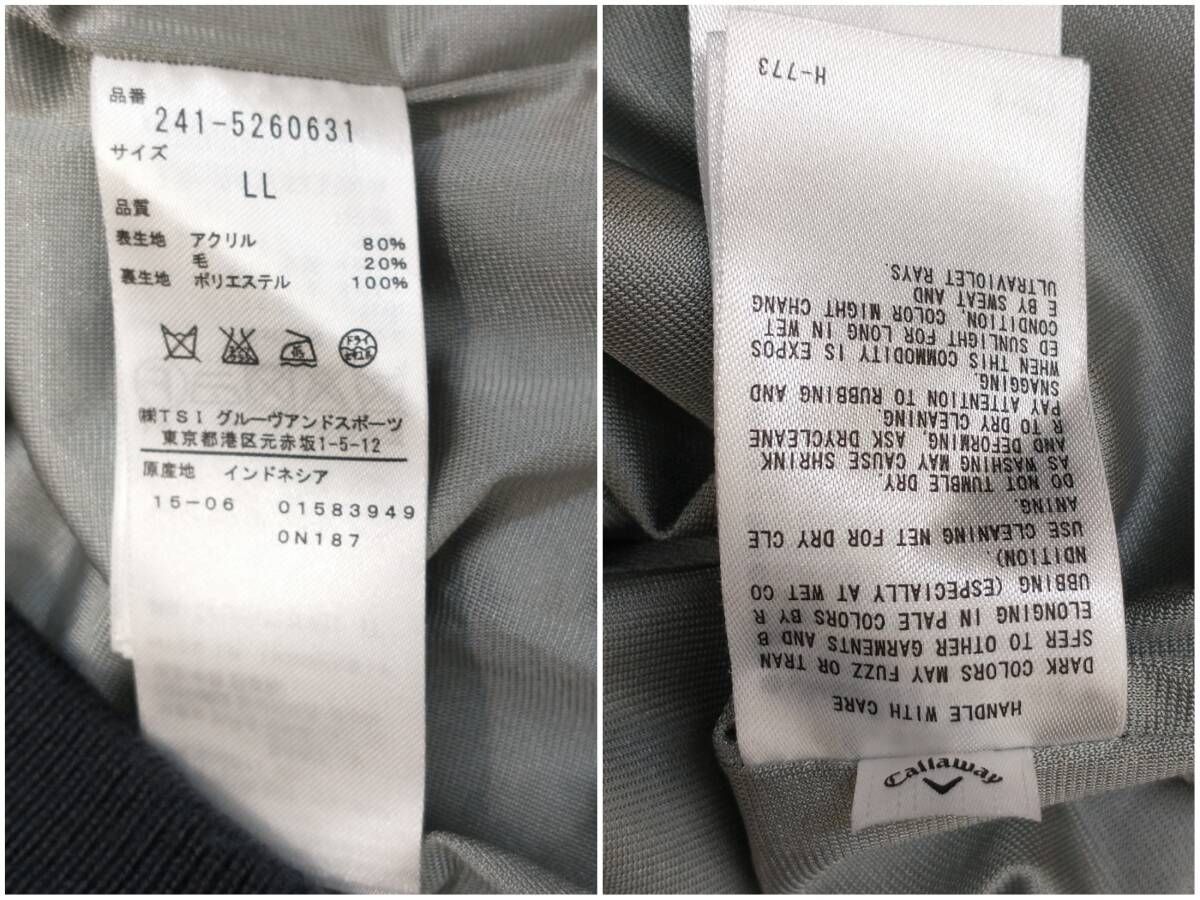 品番
241-5260631
サイズ
LL
品質
表生地 アクリル 80%
毛 20%
裏生地 ポリエステル 100%
ドライ
㈱TSI グルーヴアンドスポーツ
東京都港区元赤坂1-5-12
原産地 インドネシア
15-06 01583949
0N187
HANDLE WITH CARE
DARK COLORS MAY FUZZ OR TRAN
SFER TO OTHER GARMENTS AND B
ELONGING IN PALE COLORS BY R
UBBING (ESPECIALLY AT WET CO
NDITION).
USE CLEANING NET FOR DRY CLE
ANING.
DO NOT TUMBLE DRY.
AS WASHING MAY CAUSE SHRINK
AND DEFORMING, ASK DRYCLEANE
R TO DRY CLEANING.
PAY ATTENTION TO RUBBING AND
SNAGGING.
WHEN THIS COMMODITY IS EXPOS
ED SUNLIGHT FOR LONG IN WET
CONDITION, COLOR MIGHT CHANG
E BY SWEAT AND
ULTRAVIOLET RAYS.
H-773
Callaway